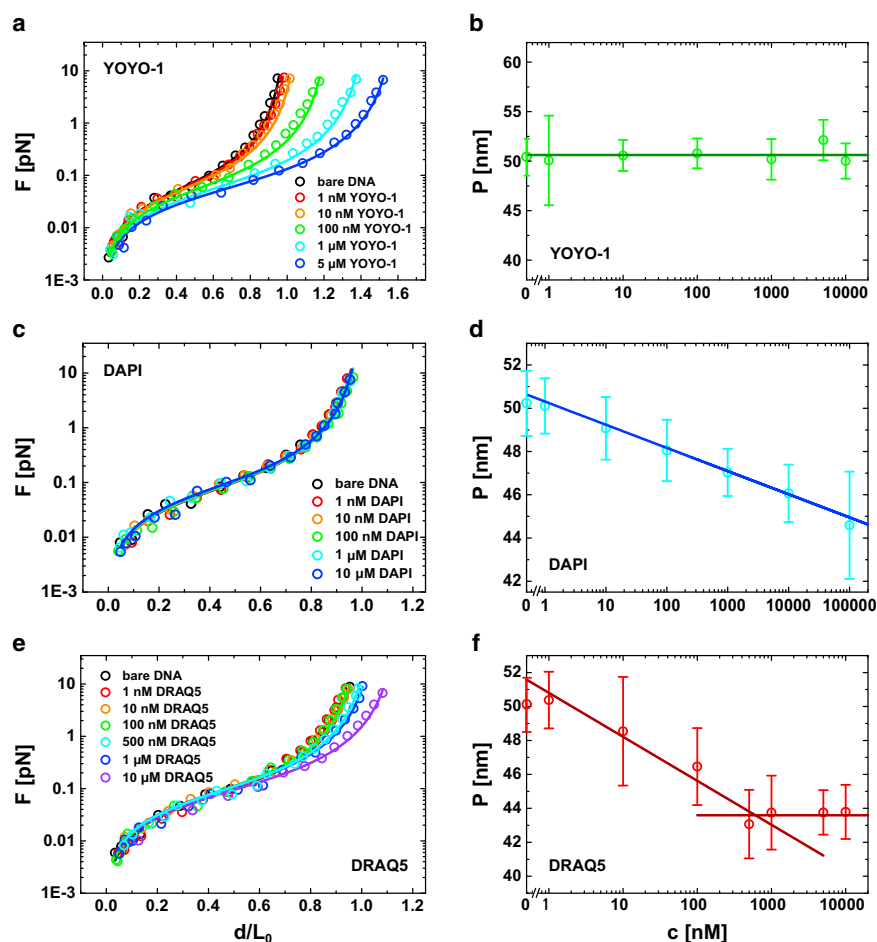 a
YOYO-1
F [pN]
10
1
0.1
0.01
1E-3
bare DNA
1 nM YOYO-1
10 nM YOYO-1
100 nM YOYO-1
1 µM YOYO-1
5 µM YOYO-1
0.0 0.2 0.4 0.6 0.8 1.0 1.2 1.4 1.6
b
P [nm]
60
55
50
45
40
YOYO-1
0 1 10 100 1000 10000
c
DAPI
F [pN]
10
1
0.1
0.01
1E-3
bare DNA
1 nM DAPI
10 nM DAPI
100 nM DAPI
1 µM DAPI
10 µM DAPI
0.0 0.2 0.4 0.6 0.8 1.0 1.2
d
P [nm]
52
50
48
46
44
42
DAPI
0 1 10 100 1000 10000 100000
e
F [pN]
10
1
0.1
0.01
1E-3
bare DNA
1 nM DRAQ5
10 nM DRAQ5
100 nM DRAQ5
500 nM DRAQ5
1 µM DRAQ5
10 µM DRAQ5
DRAQ5
0.0 0.2 0.4 0.6 0.8 1.0 1.2
d/L₀
f
P [nm]
52
50
48
46
44
42
40
DRAQ5
0 1 10 100 1000 10000
c [nM]